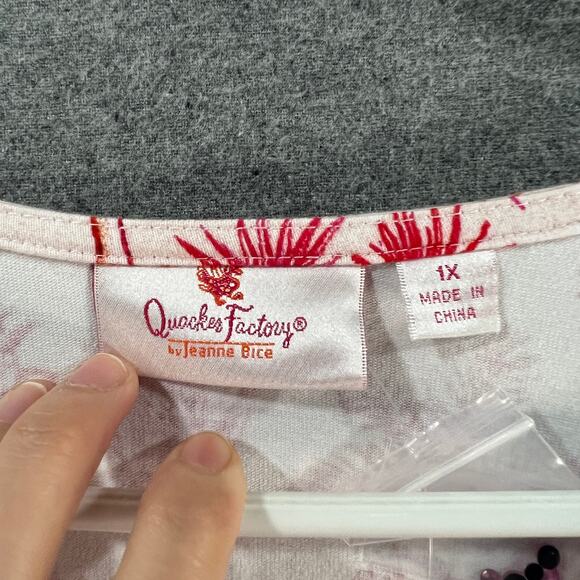 Quacker Factory®
by Jeanne Bice
1X
MADE IN
CHINA